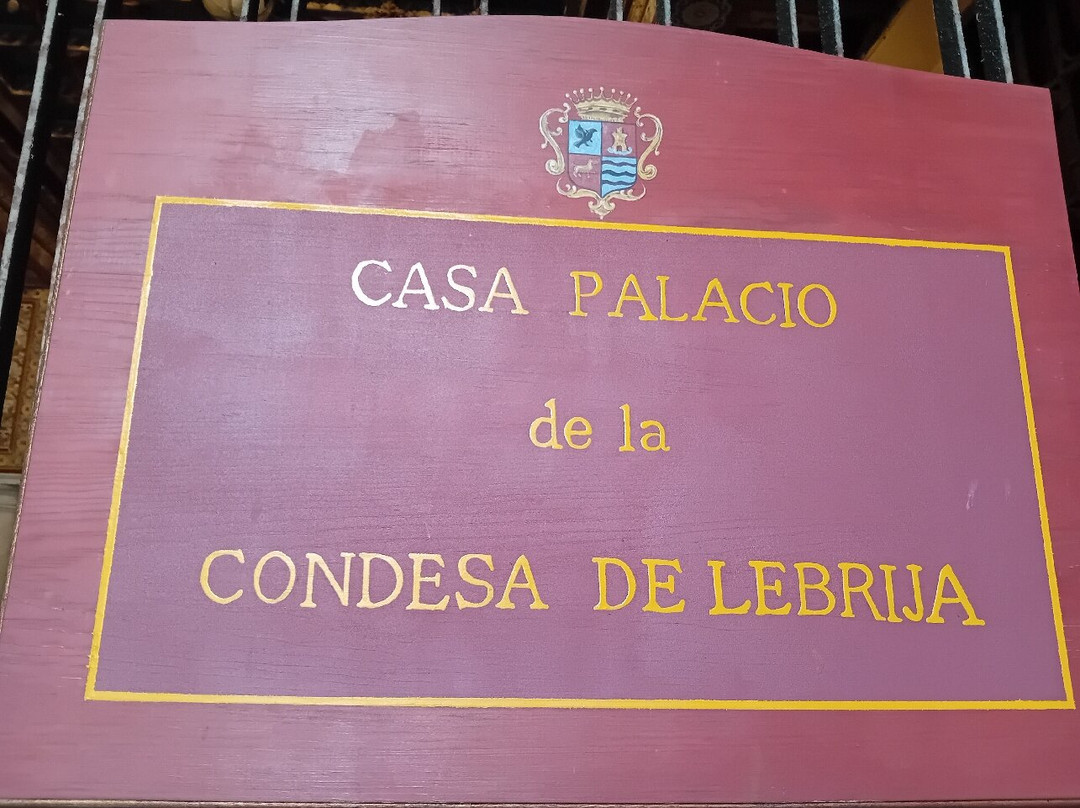 CASA PALACIO
de la
CONDESA DE LEBRIJA